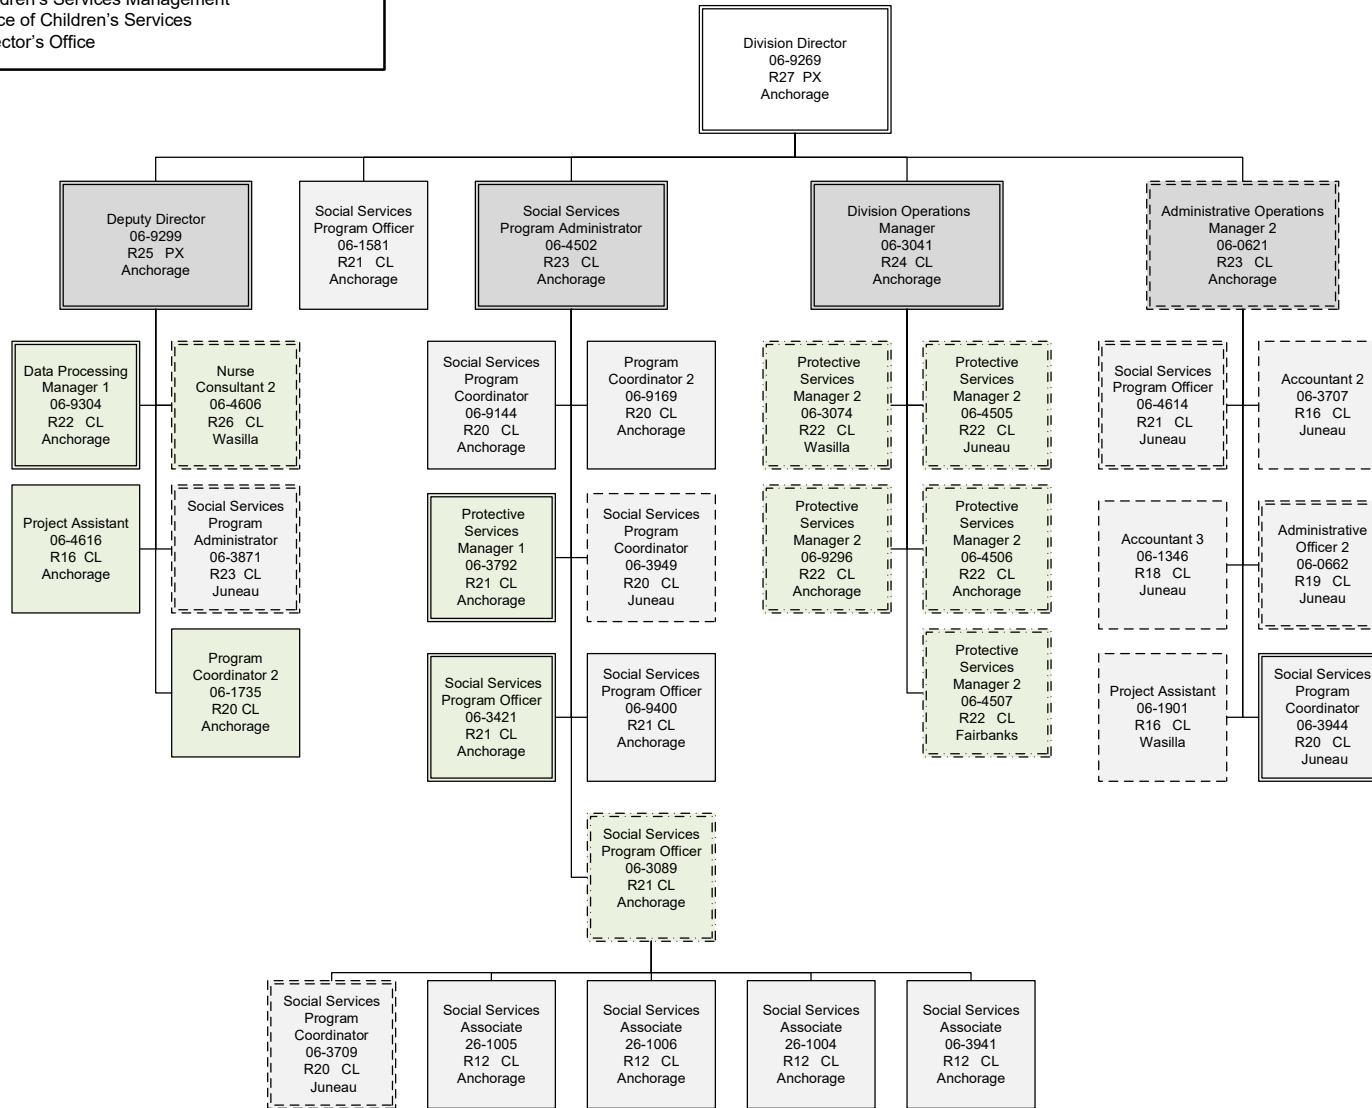 ector's Office
Division Director
06-9269
R27 PX
Anchorage
Deputy Director
06-9299
R25 PX
Anchorage
Social Services
Program Officer
06-1581
R21 CL
Anchorage
Social Services
Program Administrator
06-4502
R23 CL
Anchorage
Division Operations
Manager
06-3041
R24 CL
Anchorage
Administrative Operations
Manager 2
06-0621
R23 CL
Anchorage
Data Processing
Manager 1
06-9304
R22 CL
Anchorage
Nurse
Consultant 2
06-4606
R26 CL
Wasilla
Social Services
Program
Coordinator
06-9144
R20 CL
Anchorage
Program
Coordinator 2
06-9169
R20 CL
Anchorage
Protective
Services
Manager 2
06-3074
R22 CL
Wasilla
Protective
Services
Manager 2
06-4505
R22 CL
Juneau
Social Services
Program Officer
06-4614
R21 CL
Juneau
Accountant 2
06-3707
R16 CL
Juneau
Project Assistant
06-4616
R16 CL
Anchorage
Social Services
Program
Administrator
06-3871
R23 CL
Juneau
Protective
Services
Manager 1
06-3792
R21 CL
Anchorage
Social Services
Program
Coordinator
06-3949
R20 CL
Juneau
Protective
Services
Manager 2
06-9296
R22 CL
Anchorage
Protective
Services
Manager 2
06-4506
R22 CL
Anchorage
Accountant 3
06-1346
R18 CL
Juneau
Administrative
Officer 2
06-0662
R19 CL
Juneau
Program
Coordinator 2
06-1735
R20 CL
Anchorage
Social Services
Program Officer
06-3421
R21 CL
Anchorage
Social Services
Program Officer
06-9400
R21 CL
Anchorage
Protective
Services
Manager 2
06-4507
R22 CL
Fairbanks
Project Assistant
06-1901
R16 CL
Wasilla
Social Services
Program
Coordinator
06-3944
R20 CL
Juneau
Social Services
Program Officer
06-3089
R21 CL
Anchorage
Social Services
Program
Coordinator
06-3709
R20 CL
Juneau
Social Services
Associate
26-1005
R12 CL
Anchorage
Social Services
Associate
26-1006
R12 CL
Anchorage
Social Services
Associate
26-1004
R12 CL
Anchorage
Social Services
Associate
06-3941
R12 CL
Anchorage